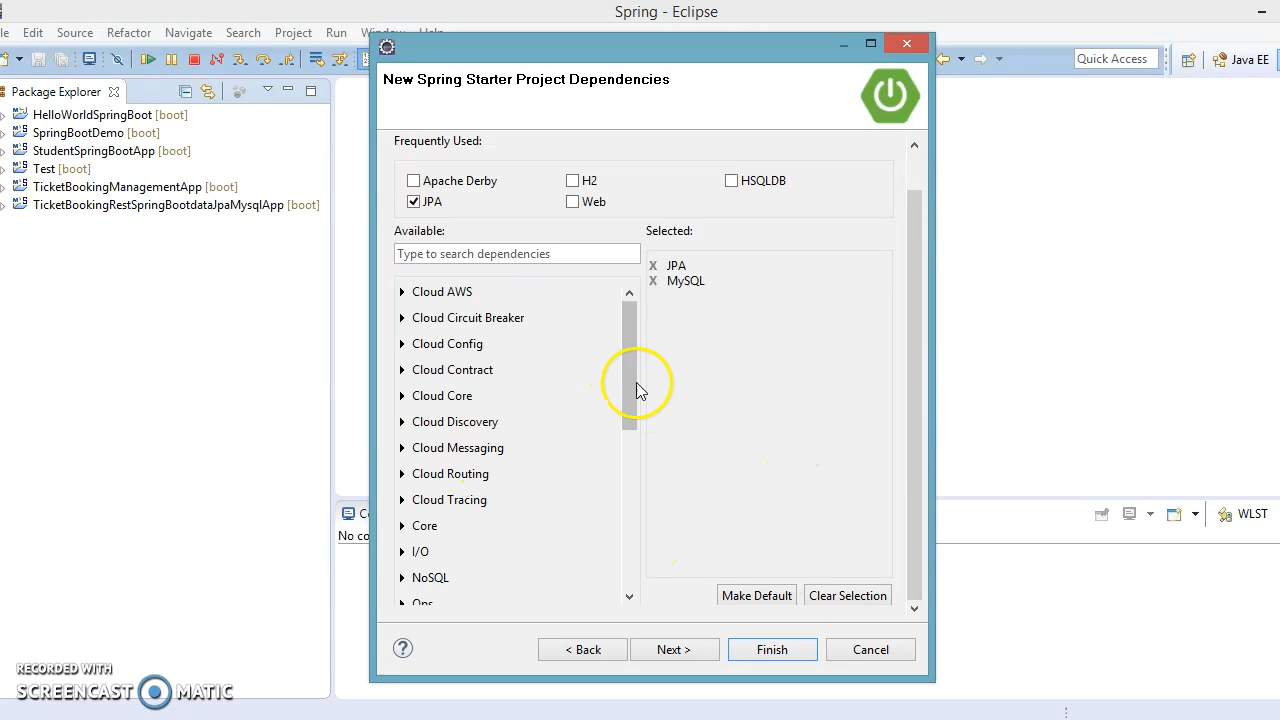 Spring - Eclipse
Edit Source Refactor Navigate Search Project Run Window Help
Quick Access
Java EE
Package Explorer
HelloWorldSpringBoot [boot]
SpringBootDemo [boot]
StudentSpringBootApp [boot]
Test [boot]
TicketBookingManagementApp [boot]
TicketBookingRestSpringBootdataJpaMysqlApp [boot]
New Spring Starter Project Dependencies
Frequently Used:
Apache Derby H2 HSQLDB
JPA Web
Available: Selected:
Type to search dependencies
JPA
MySQL
Cloud AWS
Cloud Circuit Breaker
Cloud Config
Cloud Contract
Cloud Core
Cloud Discovery
Cloud Messaging
Cloud Routing
Cloud Tracing
Core
I/O
NoSQL
Ops
Make Default Clear Selection
< Back Next > Finish Cancel
No co
WLST
RECORDED WITH
SCREENCAST MATIC